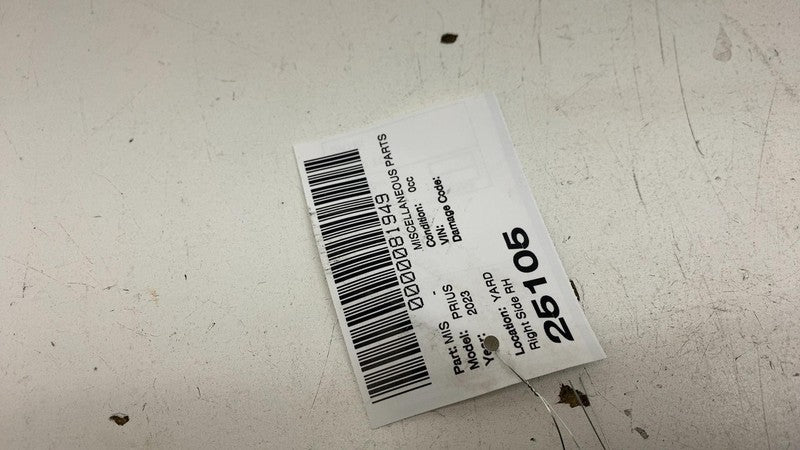 0000081949
Part: MIS - MISCELLANEOUS PARTS
Model: PRIUS Condition: 0cc
Year: 2023 VIN:
Damage Code:
Location: YARD
Right Side RH
25105